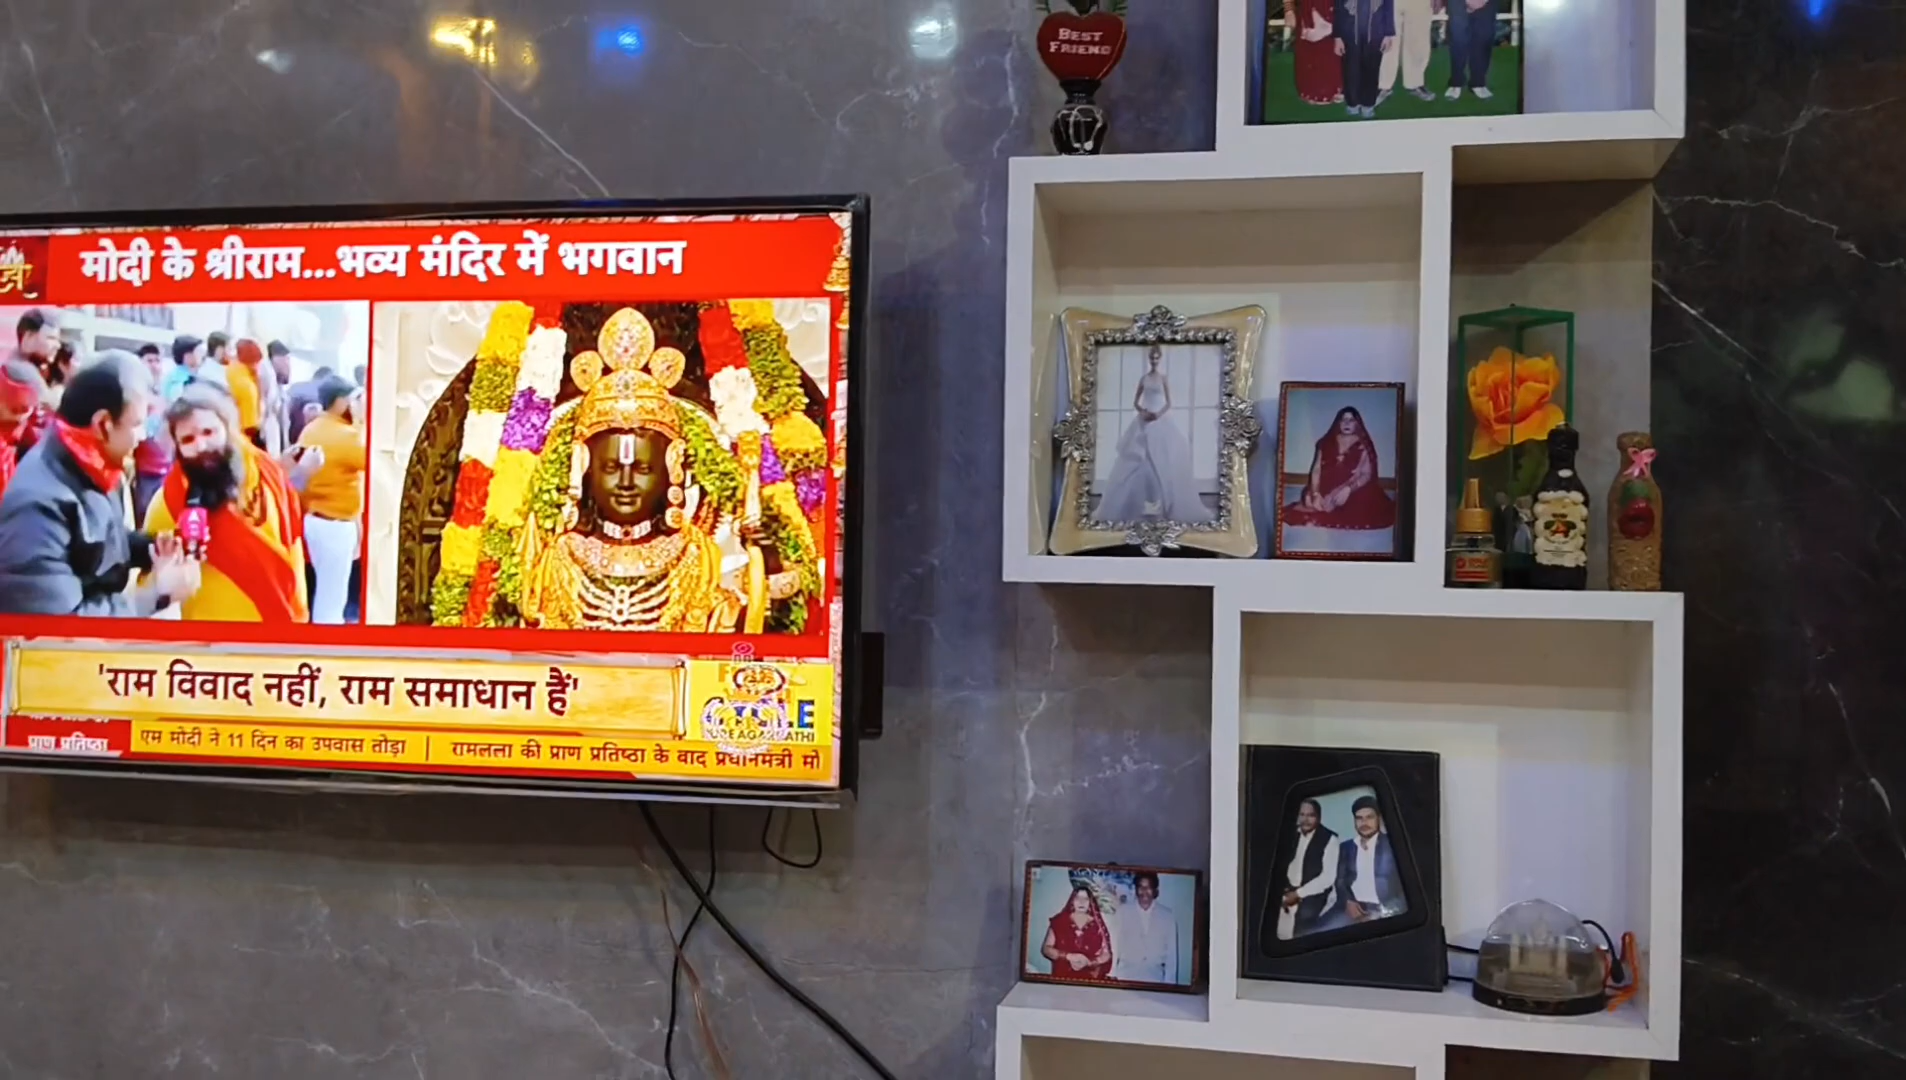 BEST
FRIEND
मोदी के श्रीराम...भव्य मंदिर में भगवान
'राम विवाद नहीं, राम समाधान हैं'
प्राण प्रतिष्ठा
एम मोदी ने 11 दिन का उपवास तोड़ा | रामलला की प्राण प्रतिष्ठा के बाद प्रधानमंत्री मो